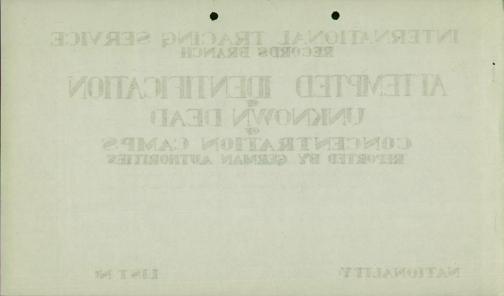 INTERNATIONAL TRACING SERVICE
RECORDS BRANCH
ATTEMPTED IDENTIFICATION
OF
UNKNOWN DEAD
OF
CONCENTRATION CAMPS
REPORTED BY GERMAN AUTHORITIES
NATIONALITY
LIST No